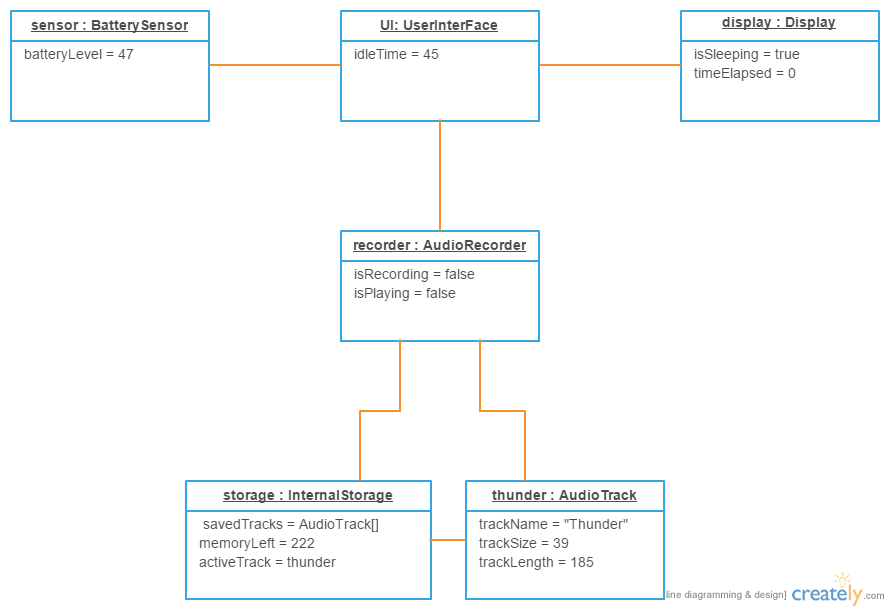 sensor : BatterySensor
batteryLevel = 47
UI: UserInterFace
idleTime = 45
display : Display
isSleeping = true
timeElapsed = 0
recorder : AudioRecorder
isRecording = false
isPlaying = false
storage : InternalStorage
savedTracks = AudioTrack[]
memoryLeft = 222
activeTrack = thunder
thunder : AudioTrack
trackName = "Thunder"
trackSize = 39
trackLength = 185
line diagramming & design] creately.com